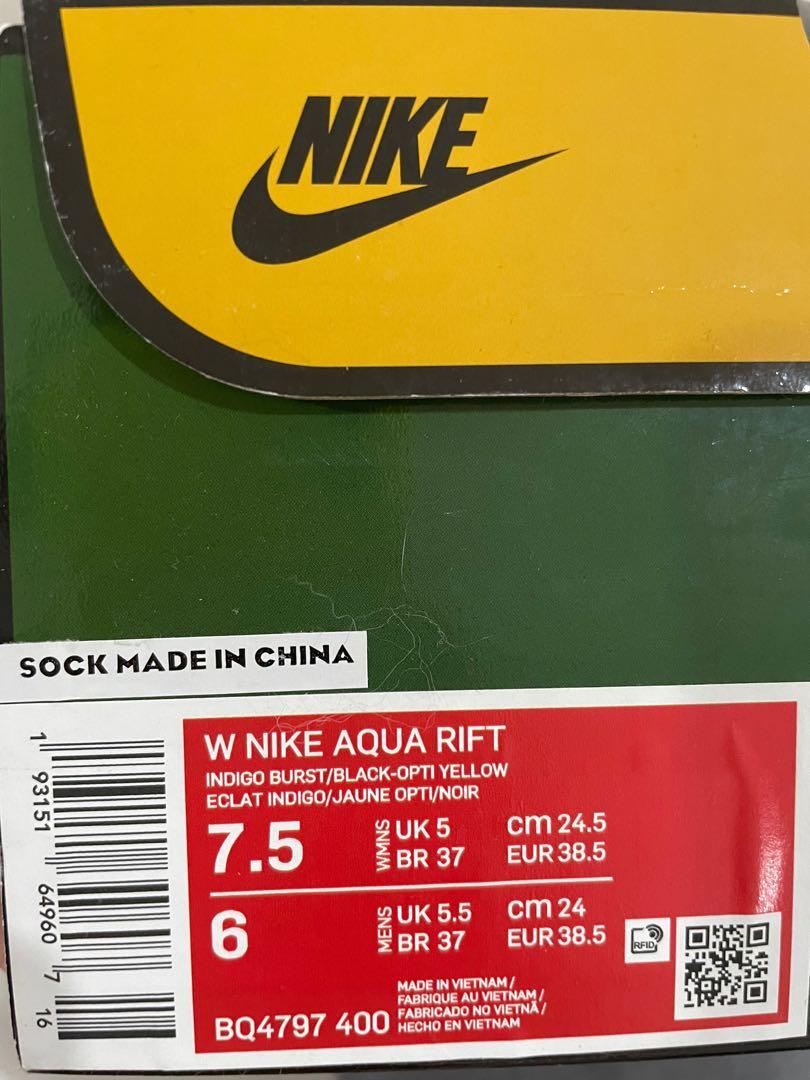 NIKE
SOCK MADE IN CHINA
1 93151 64960 7 16
W NIKE AQUA RIFT
INDIGO BURST/BLACK-OPTI YELLOW
ECLAT INDIGO/JAUNE OPTI/NOIR
7.5 WMNS UK 5 cm 24.5
BR 37 EUR 38.5
6 MENS UK 5.5 cm 24
BR 37 EUR 38.5
RFID
BQ4797 400
MADE IN VIETNAM /
FABRIQUE AU VIETNAM /
FABRICADO NO VIETNÃ /
HECHO EN VIETNAM